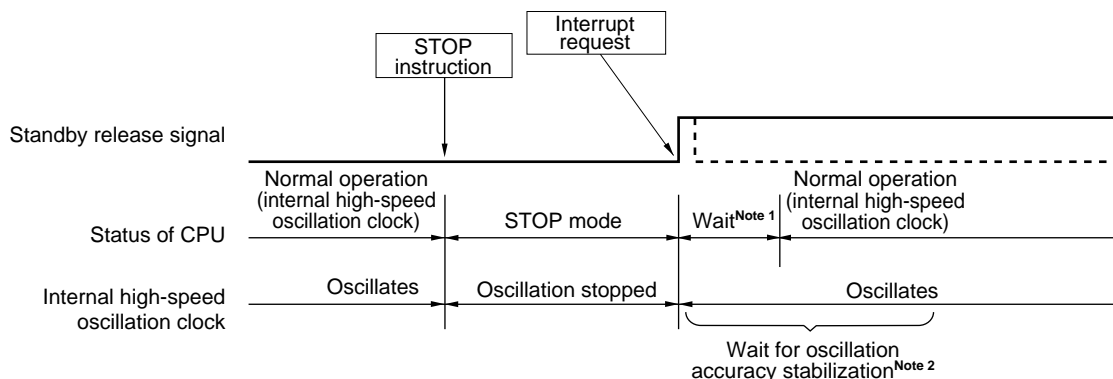 Interrupt
request
STOP
instruction
Standby release signal
Normal operation
(internal high-speed
oscillation clock)
Normal operation
(internal high-speed
oscillation clock)
Status of CPU
STOP mode
Wait Note 1
Internal high-speed
oscillation clock
Oscillates
Oscillation stopped
Oscillates
Wait for oscillation
accuracy stabilization Note 2